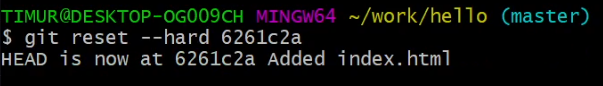 TIMUR@DESKTOP-OG009CH MINGW64 ~/work/hello (master)
$ git reset --hard 6261c2a
HEAD is now at 6261c2a Added index.html